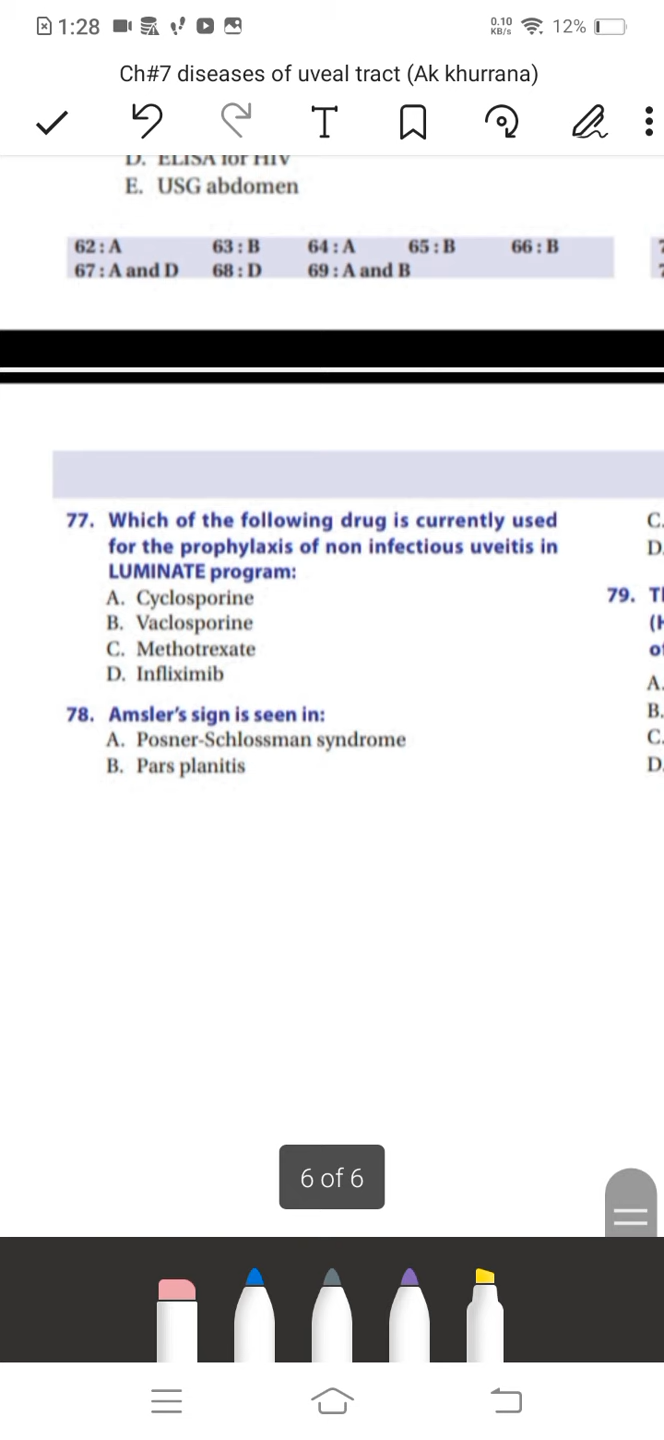 1:28
0.10
KB/s
12%
Ch#7 diseases of uveal tract (Ak khurrana)
T
D. ELISA for HIV
E. USG abdomen
62 : A 63 : B 64 : A 65 : B 66 : B
67 : A and D 68 : D 69 : A and B
77. Which of the following drug is currently used
for the prophylaxis of non infectious uveitis in
LUMINATE program:
A. Cyclosporine
B. Vaclosporine
C. Methotrexate
D. Infliximib
78. Amsler's sign is seen in:
A. Posner-Schlossman syndrome
B. Pars planitis
C.
D.
79.
A.
B.
C.
D.
6 of 6